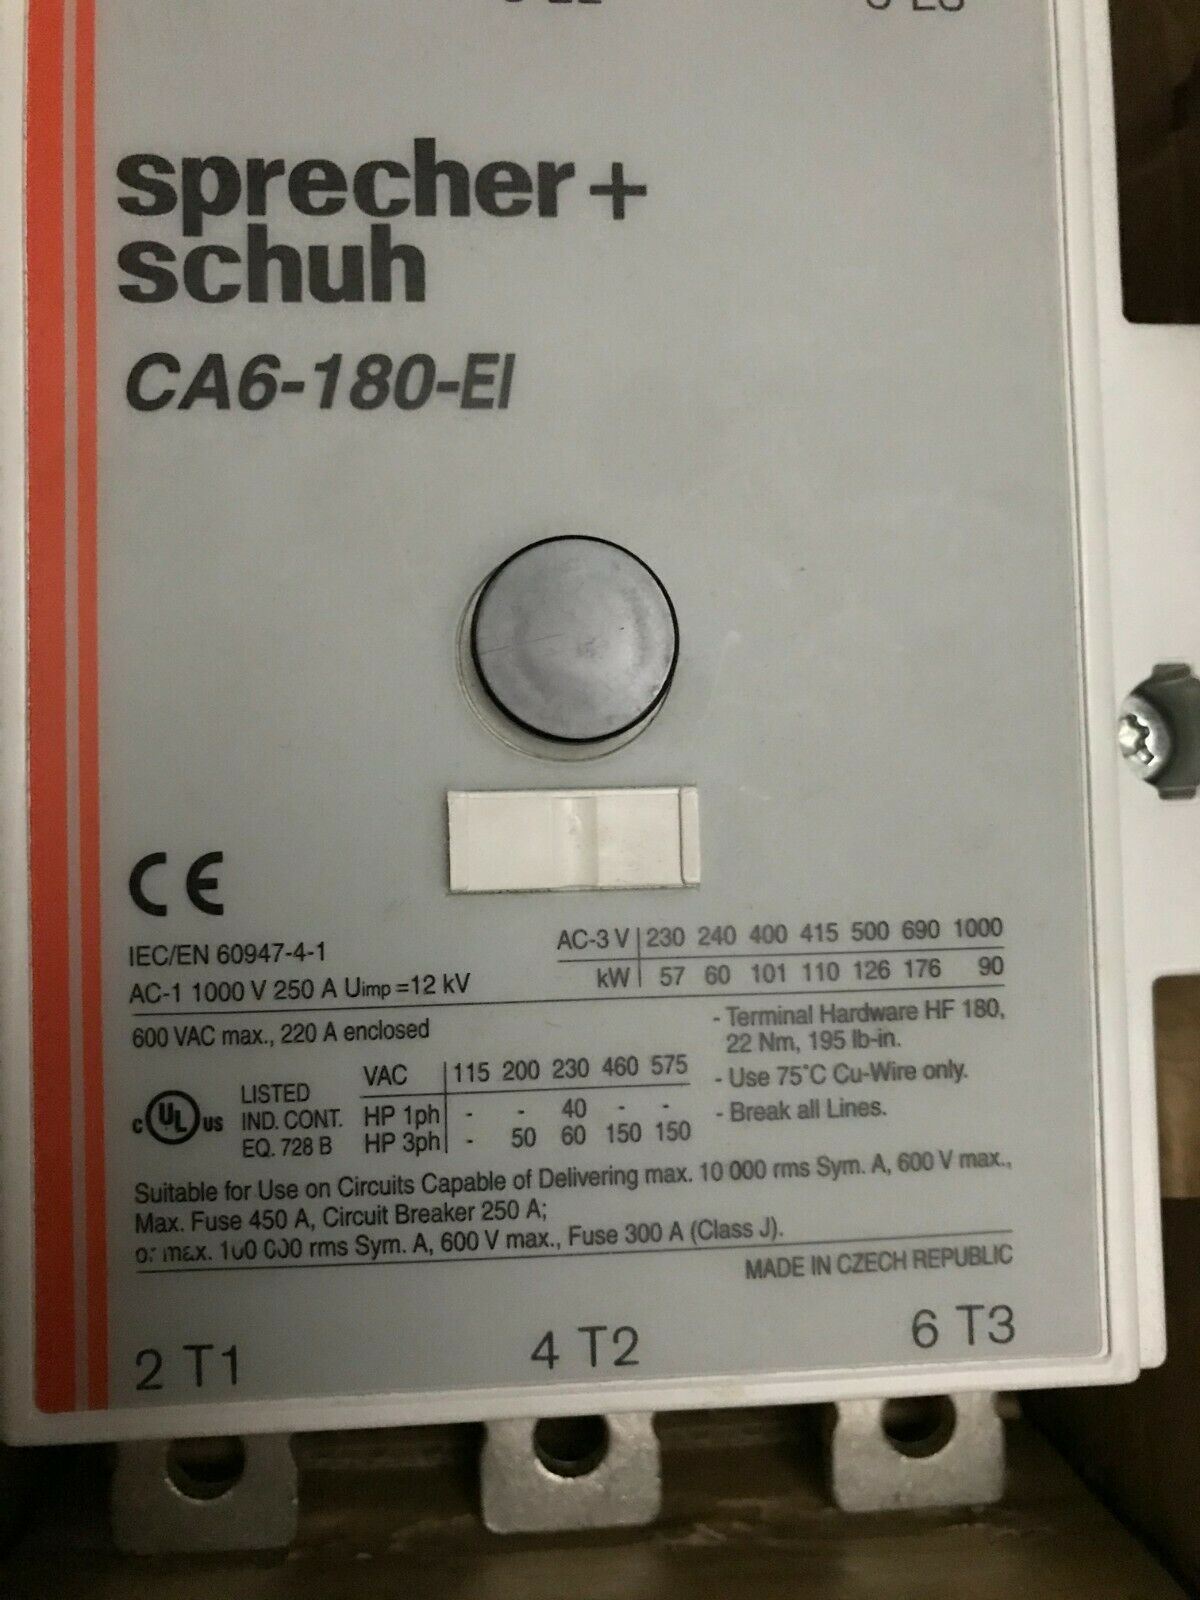 sprecher+
schuh
CA6-180-EI
CE
IEC/EN 60947-4-1
AC-1 1000 V 250 A Uimp =12 kV
AC-3 V 230 240 400 415 500 690 1000
kW 57 60 101 110 126 176 90
600 VAC max., 220 A enclosed
- Terminal Hardware HF 180,
22 Nm, 195 lb-in.
- Use 75°C Cu-Wire only.
- Break all Lines.
c UL us
LISTED
IND. CONT.
EQ. 728 B
VAC 115 200 230 460 575
HP 1ph - - 40 - -
HP 3ph - 50 60 150 150
Suitable for Use on Circuits Capable of Delivering max. 10 000 rms Sym. A, 600 V max.,
Max. Fuse 450 A, Circuit Breaker 250 A;
or max. 100 000 rms Sym. A, 600 V max., Fuse 300 A (Class J).
MADE IN CZECH REPUBLIC
2 T1 4 T2 6 T3